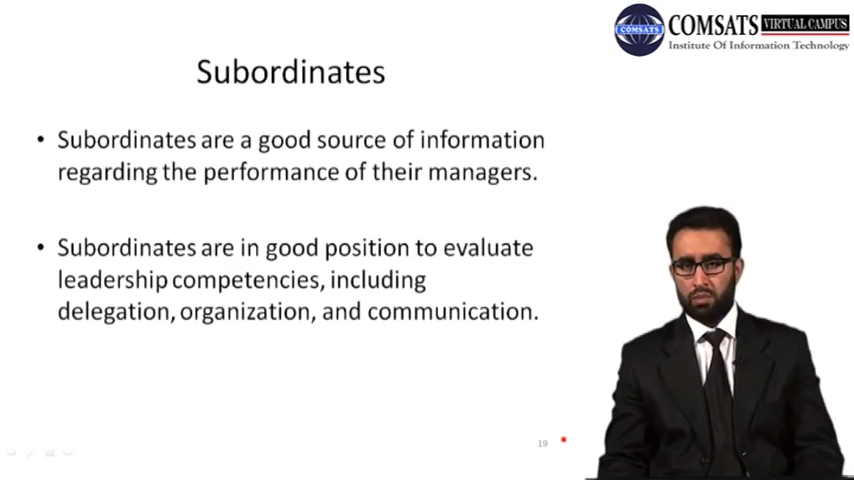 COMSATS
COMSATS VIRTUAL CAMPUS
Institute Of Information Technology
Subordinates
• Subordinates are a good source of information
regarding the performance of their managers.
• Subordinates are in good position to evaluate
leadership competencies, including
delegation, organization, and communication.
19